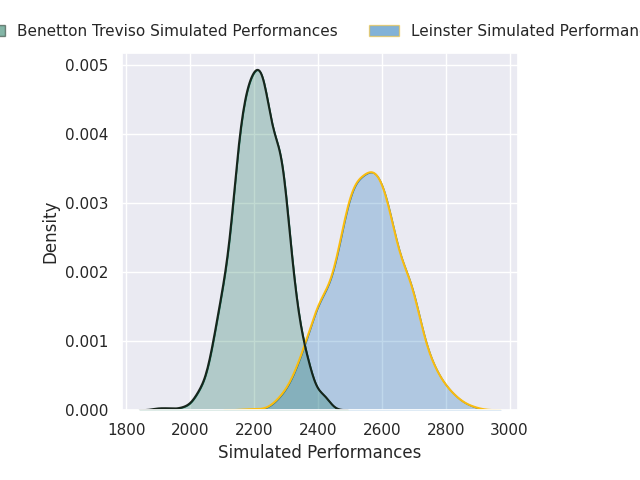 Benetton Treviso Simulated Performances Leinster Simulated Performan
0.005
0.004
0.003
0.002
0.001
0.000
Density
1800 2000 2200 2400 2600 2800 3000
Simulated Performances